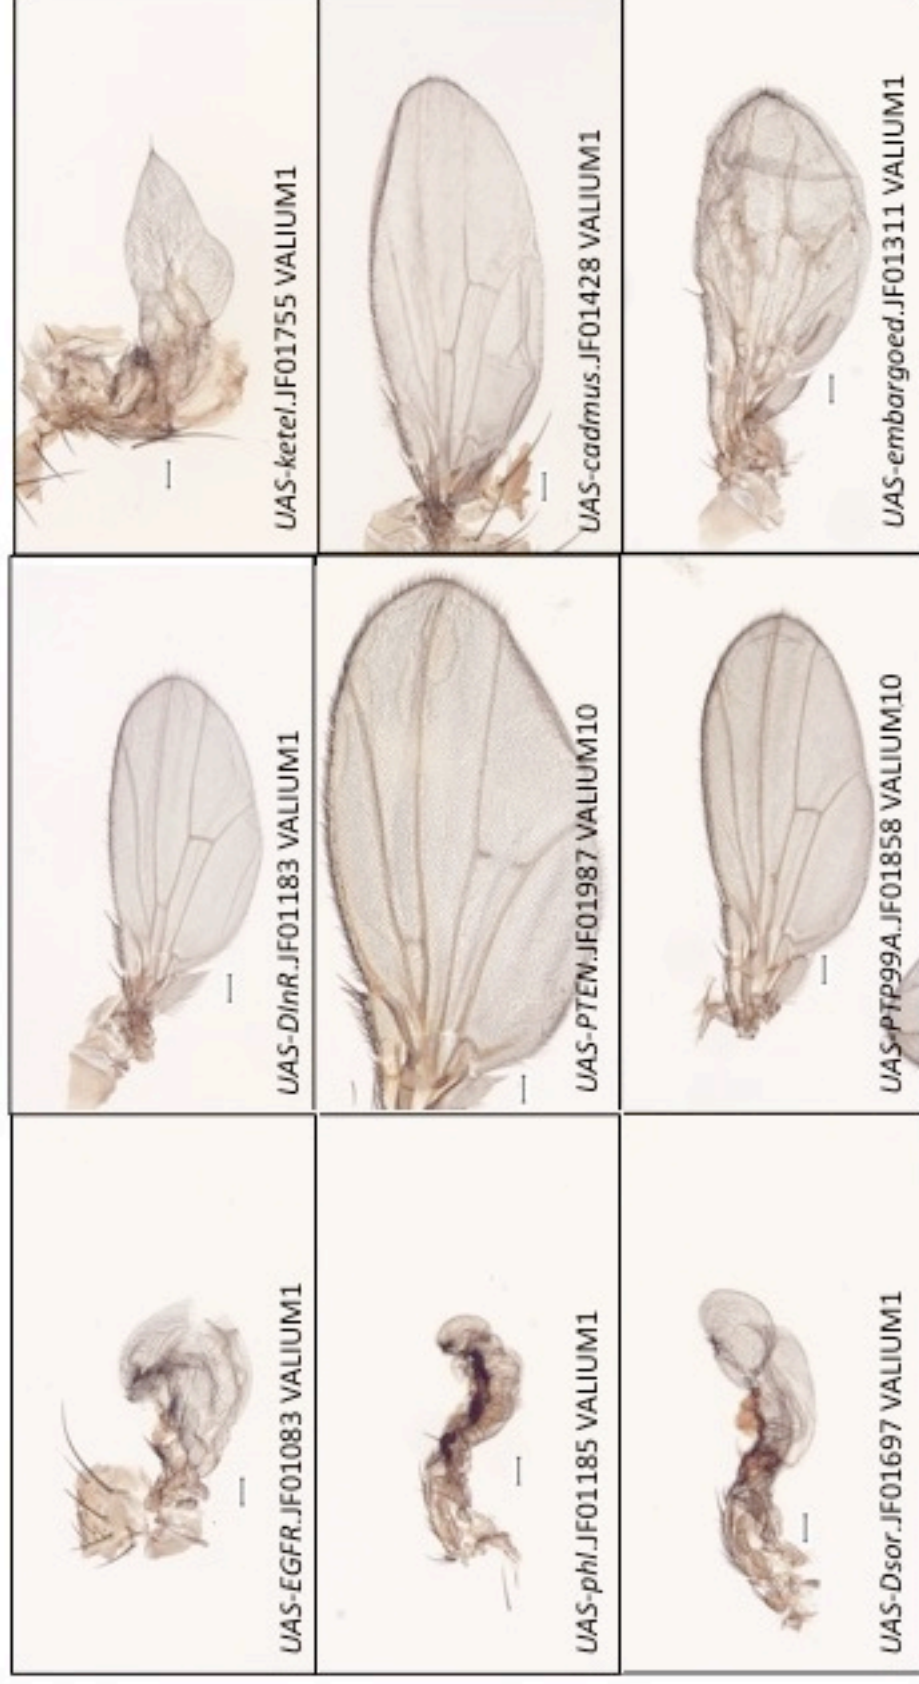 UAS-EGFR.JF01083 VALIUM1
UAS-DInR.JF01183 VALIUM1
UAS-ketel.JF01755 VALIUM1
UAS-phl.JF01185 VALIUM1
UAS-PTEN.JF01987 VALIUM10
UAS-cadmus.JF01428 VALIUM1
UAS-Dsor.JF01697 VALIUM1
UAS-PTP99A.JF01858 VALIUM10
UAS-embargoed.JF01311 VALIUM1